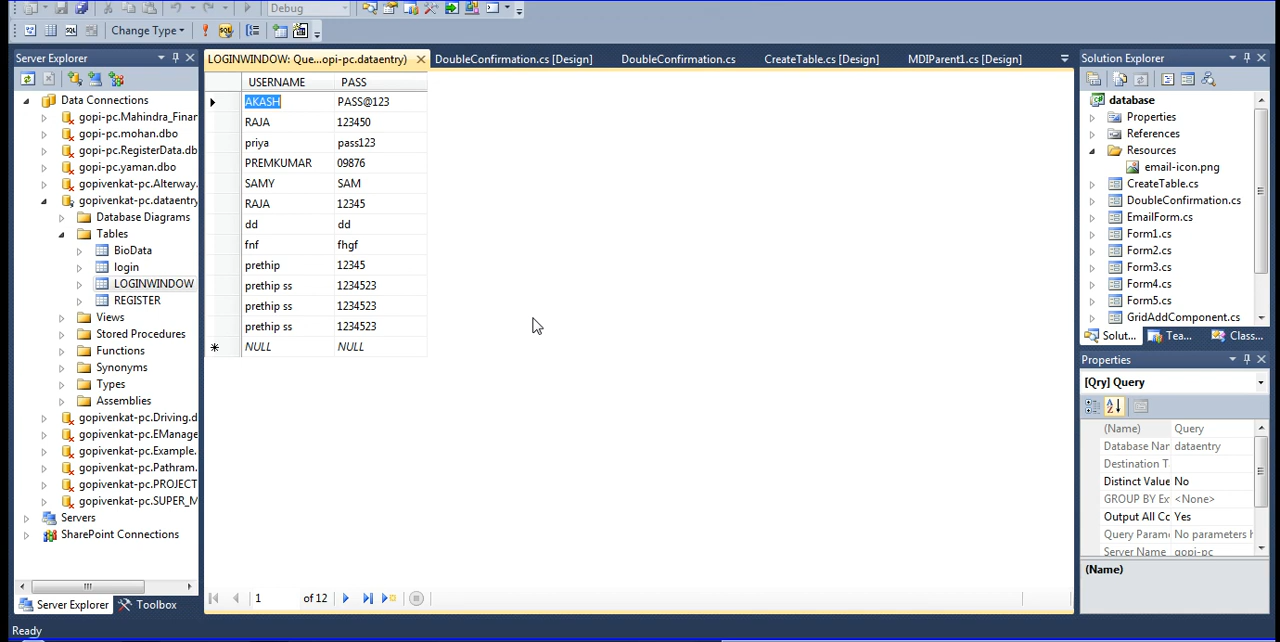 Debug
Change Type
Server Explorer
Data Connections
gopi-pc.Mahindra_Finar
gopi-pc.mohan.dbo
gopi-pc.RegisterData.db
gopi-pc.yaman.dbo
gopivenkat-pc.Alterway.
gopivenkat-pc.dataentry
Database Diagrams
Tables
BioData
login
LOGINWINDOW
REGISTER
Views
Stored Procedures
Functions
Synonyms
Types
Assemblies
gopivenkat-pc.Driving.d
gopivenkat-pc.EManage
gopivenkat-pc.Example.
gopivenkat-pc.Pathram.
gopivenkat-pc.PROJECT
gopivenkat-pc.SUPER_M
Servers
SharePoint Connections
Server Explorer Toolbox
Ready
LOGINWINDOW: Que...opi-pc.dataentry) DoubleConfirmation.cs [Design] DoubleConfirmation.cs CreateTable.cs [Design] MDIParent1.cs [Design]
USERNAME PASS
AKASH PASS@123
RAJA 123450
priya pass123
PREMKUMAR 09876
SAMY SAM
RAJA 12345
dd dd
fnf fhgf
prethip 12345
prethip ss 1234523
prethip ss 1234523
prethip ss 1234523
NULL NULL
1 of 12
Solution Explorer
database
Properties
References
Resources
email-icon.png
CreateTable.cs
DoubleConfirmation.cs
EmailForm.cs
Form1.cs
Form2.cs
Form3.cs
Form4.cs
Form5.cs
GridAddComponent.cs
Solut... Tea... Class...
Properties
[Qry] Query
(Name) Query
Database Nar dataentry
Destination T
Distinct Value No
GROUP BY Ex <None>
Output All Co Yes
Query Param No parameters h
Server Name gopi-pc
(Name)